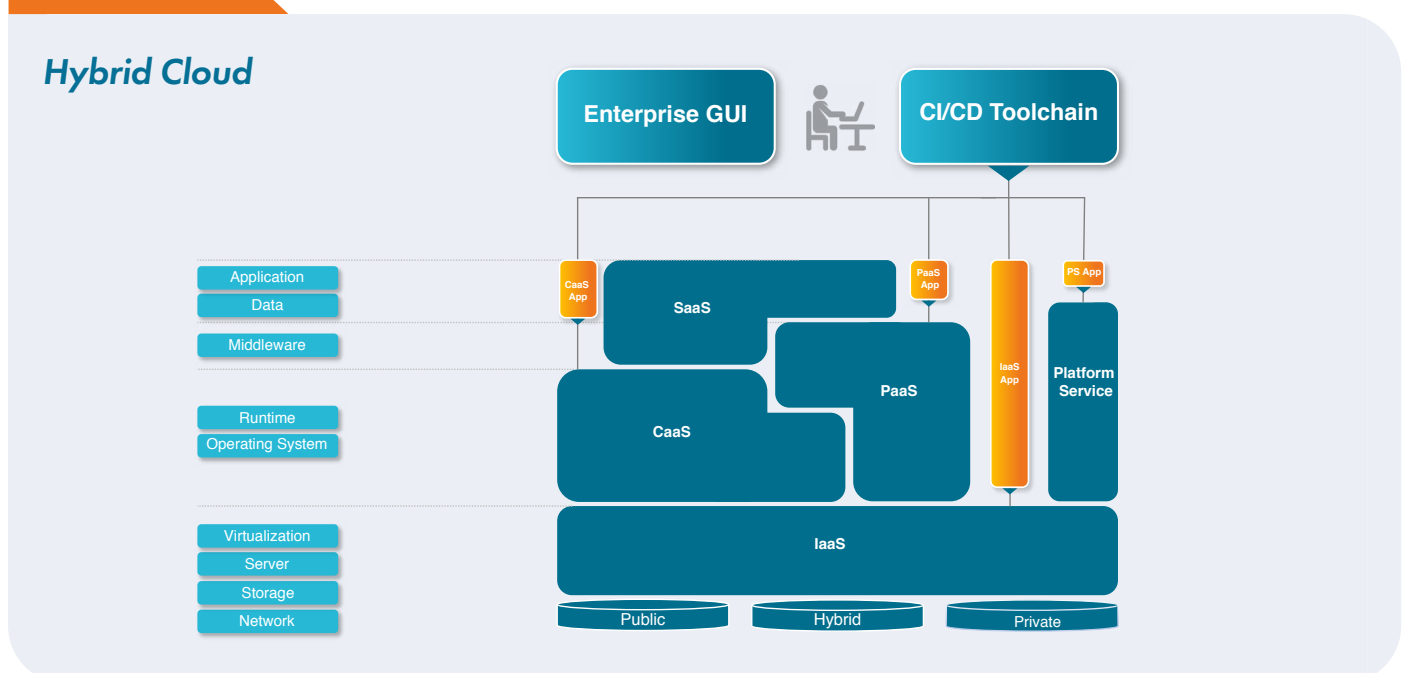 Hybrid Cloud
Enterprise GUI
CI/CD Toolchain
Application
Data
Middleware
Runtime
Operating System
Virtualization
Server
Storage
Network
CaaS
App
SaaS
PaaS
App
IaaS
App
PS App
Platform
Service
PaaS
CaaS
IaaS
Public
Hybrid
Private